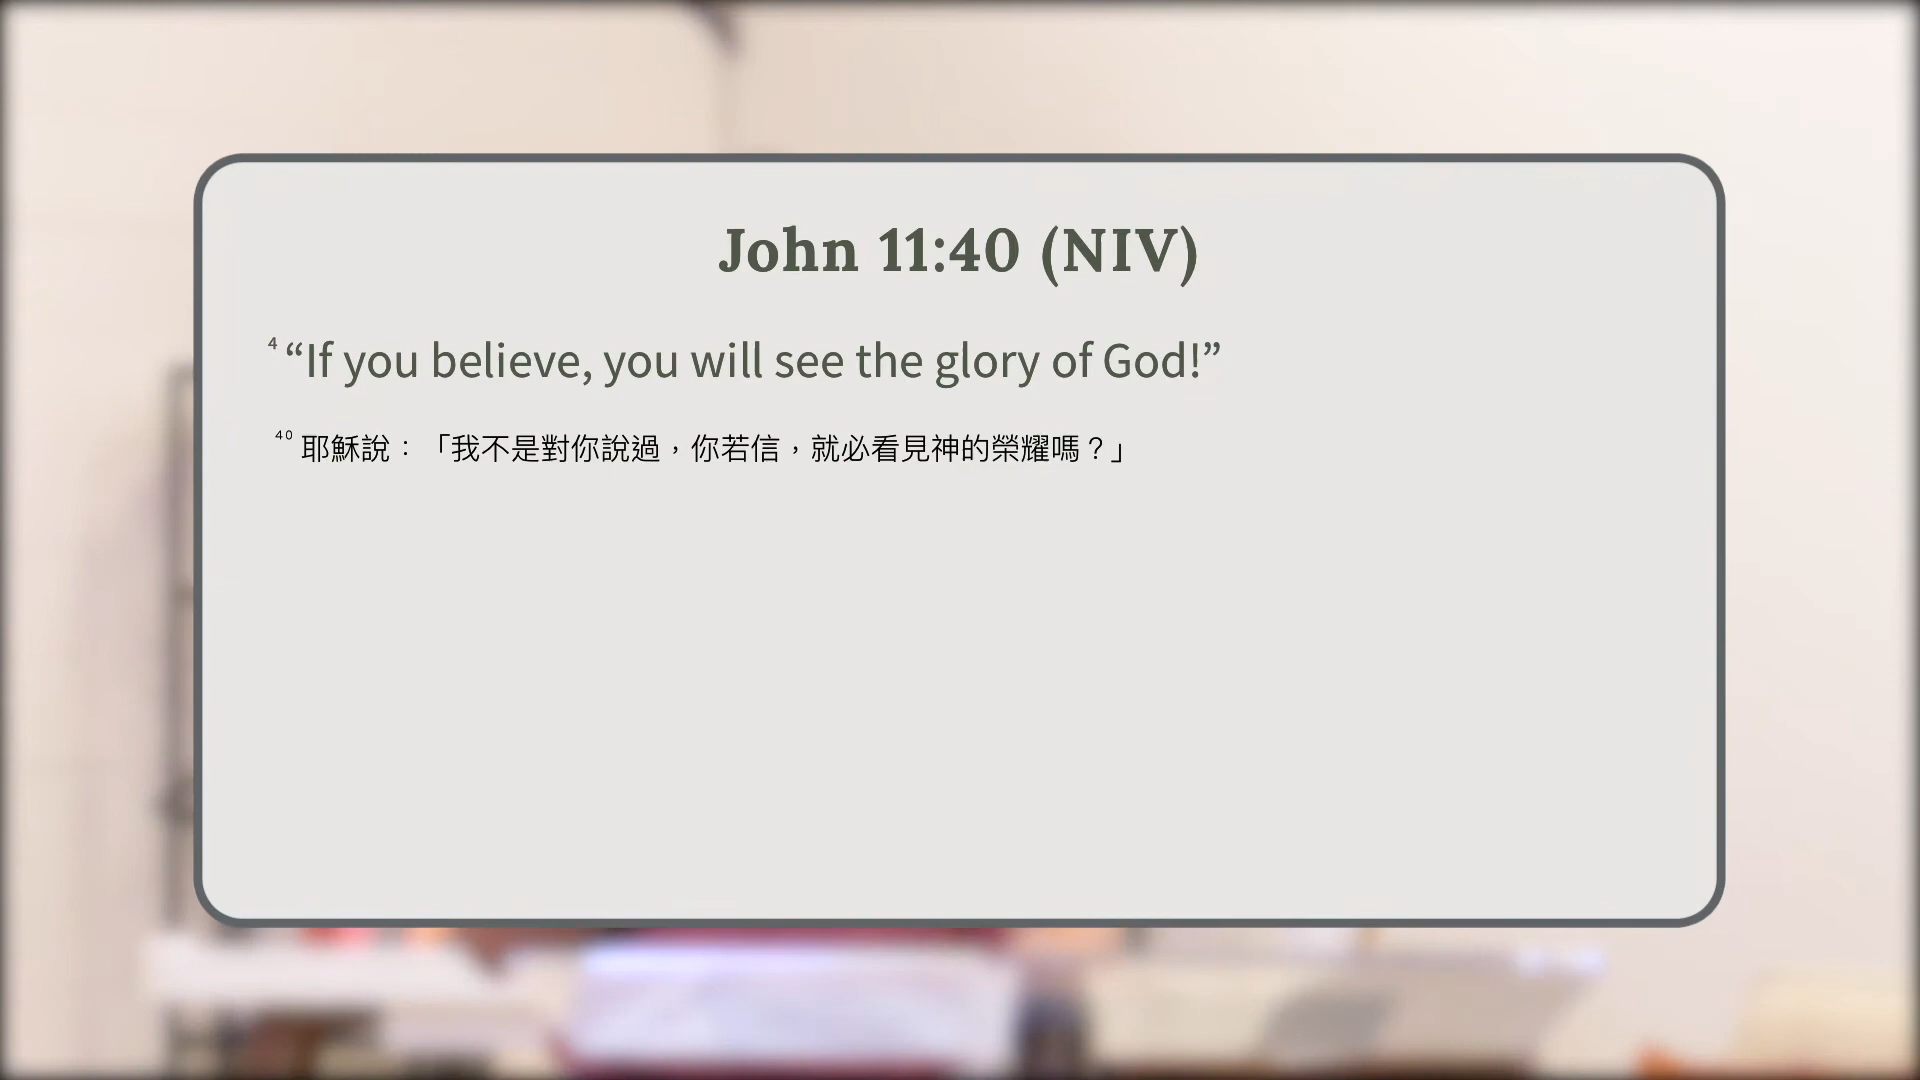 John 11:40 (NIV)
4 “If you believe, you will see the glory of God!”
40 耶穌說：「我不是對你說過，你若信，就必看見神的榮耀嗎？」